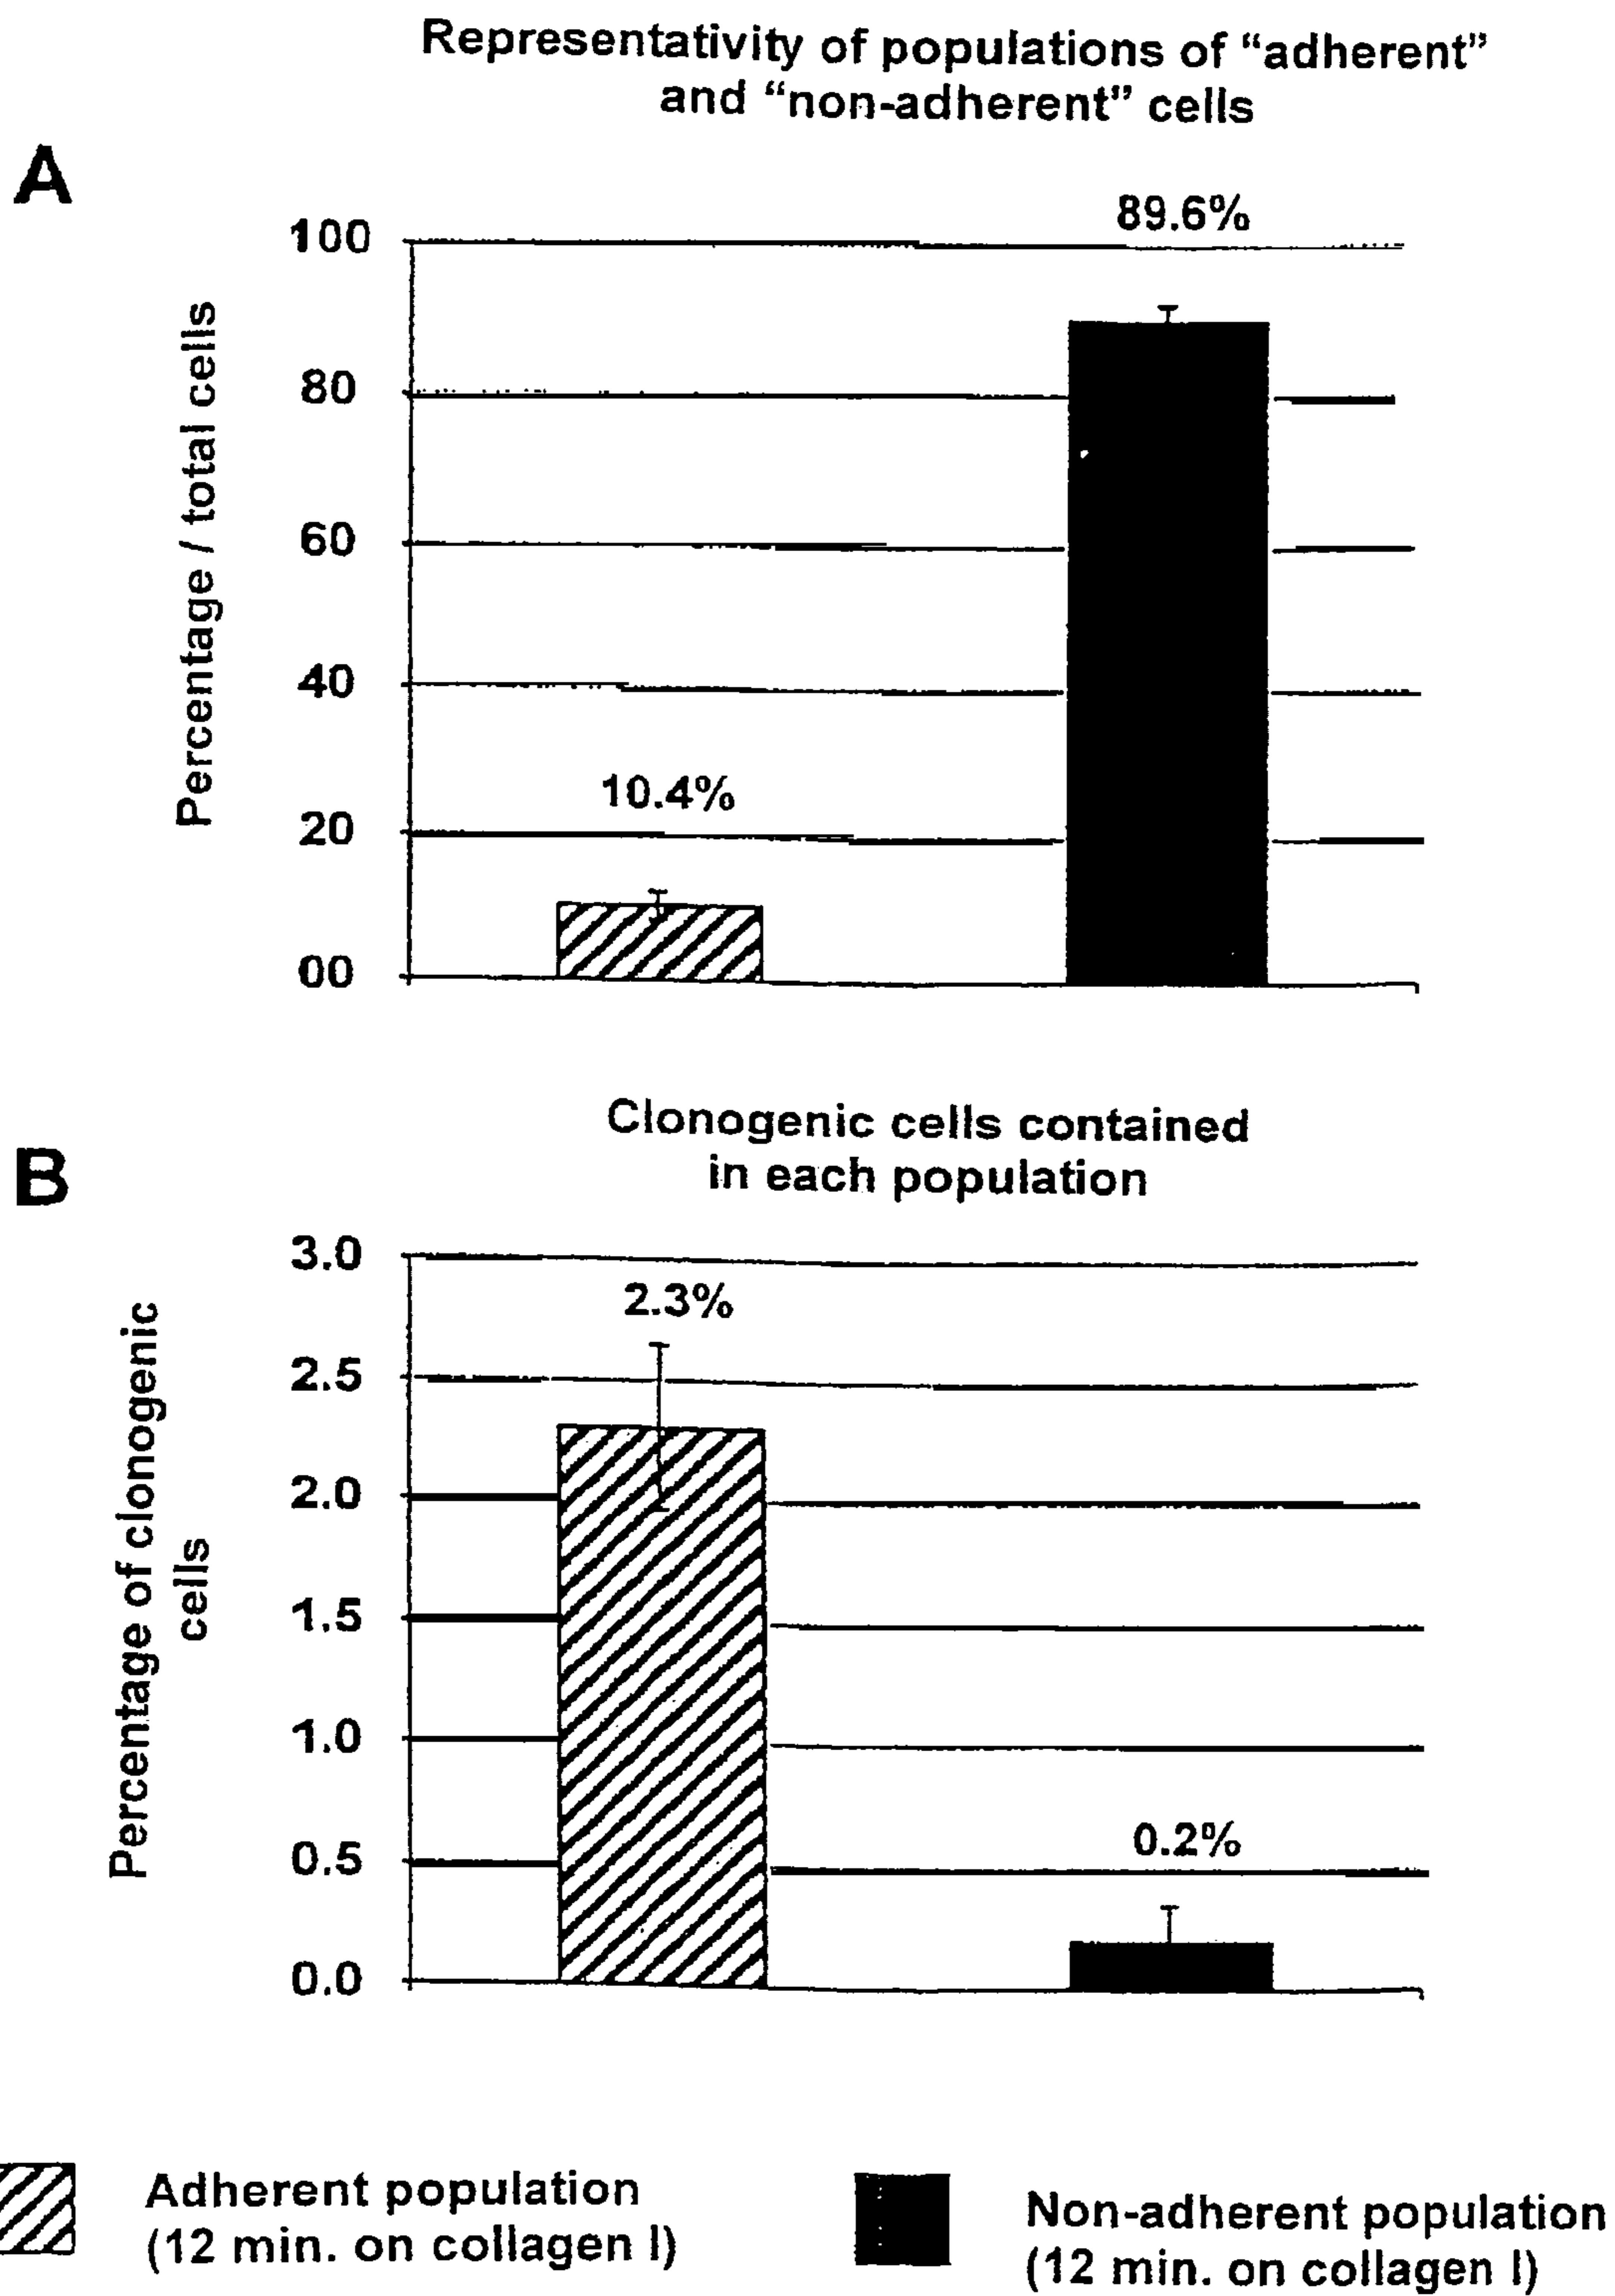 Representativity of populations of “adherent”
and “non-adherent” cells
A
89.6%
100
80
60
40
10.4%
20
00
Percentage / total cells
Clonogenic cells contained
in each population
B
3.0
2.3%
2.5
2.0
1.5
1.0
0.2%
0.5
0.0
Percentage of clonogenic
cells
Adherent population
(12 min. on collagen I)
Non-adherent population
(12 min. on collagen I)